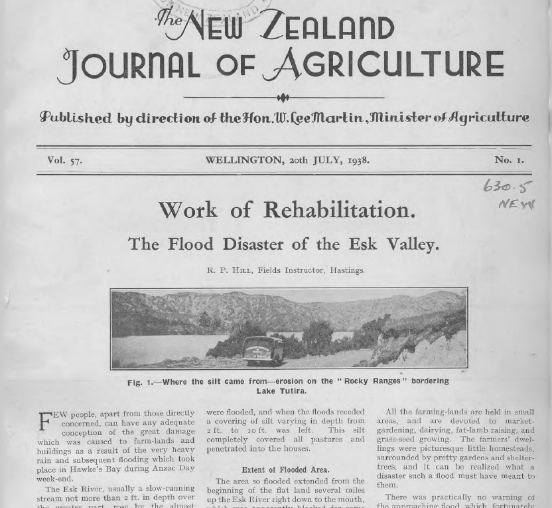 The NEW ZEALAND
JOURNAL OF AGRICULTURE
Published by direction of the Hon. W. Lee Martin, Minister of Agriculture
Vol. 57. WELLINGTON, 20th JULY, 1938. No. 1.
630.5
NEW
Work of Rehabilitation.
The Flood Disaster of the Esk Valley.
R. P. HILL, Fields Instructor, Hastings
Fig. 1.—Where the silt came from—erosion on the "Rocky Ranges" bordering
Lake Tutira.
FEW people, apart from those directly
concerned, can have any adequate
conception of the great damage
which was caused to farm-lands and
buildings as a result of the very heavy
rain and subsequent flooding which took
place in Hawke's Bay during Anzac Day
week-end.
The Esk River, usually a slow-running
stream not more than 2 ft. in depth over
the greater part, rose by the almost
were flooded, and when the floods receded
a covering of silt varying in depth from
2 ft. to 10 ft. was left. This silt
completely covered all pastures and
penetrated into the houses.
Extent of Flooded Area.
The area so flooded extended from the
beginning of the flat land several miles
up the Esk River right down to the mouth,
All the farming-lands are held in small
areas, and are devoted to market-
gardening, dairying, fat-lamb raising, and
grass-seed growing. The farmers' dwel-
lings were picturesque little homesteads,
surrounded by pretty gardens and shelter-
trees, and it can be realized what a
disaster such a flood must have meant to
them.
There was practically no warning of
the approaching flood, which, fortunately